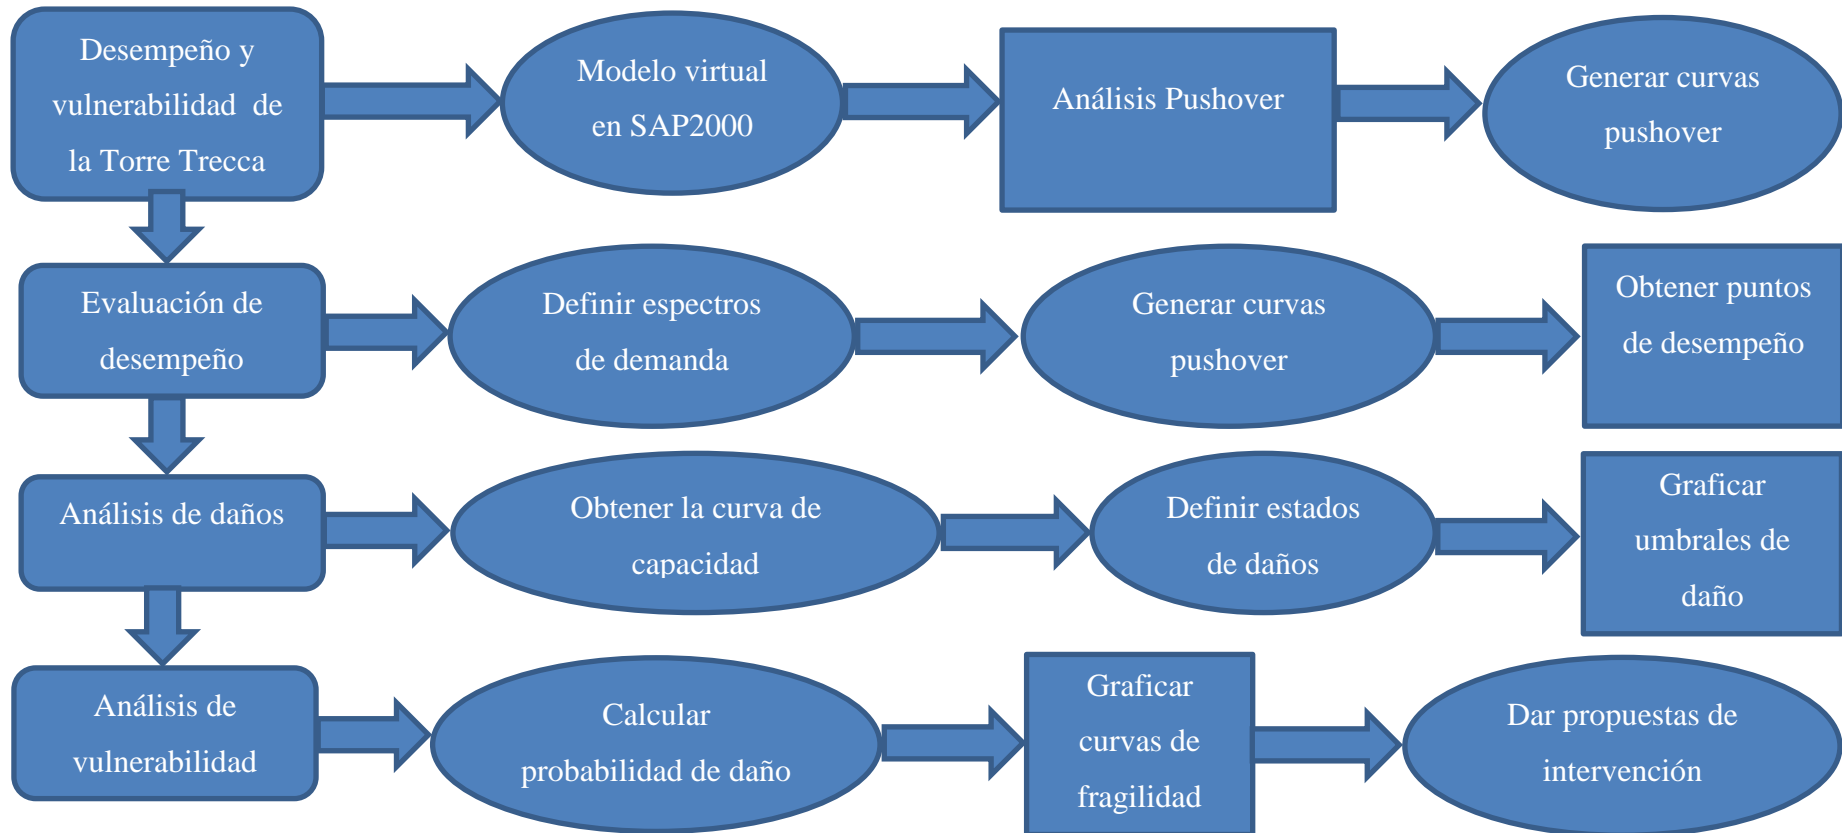 Desempeño y
vulnerabilidad de
la Torre Trecca
Modelo virtual
en SAP2000
Análisis Pushover
Generar curvas
pushover
Evaluación de
desempeño
Definir espectros
de demanda
Generar curvas
pushover
Obtener puntos
de desempeño
Análisis de daños
Obtener la curva de
capacidad
Definir estados
de daños
Graficar
umbrales de
daño
Análisis de
vulnerabilidad
Calcular
probabilidad de daño
Graficar
curvas de
fragilidad
Dar propuestas de
intervención